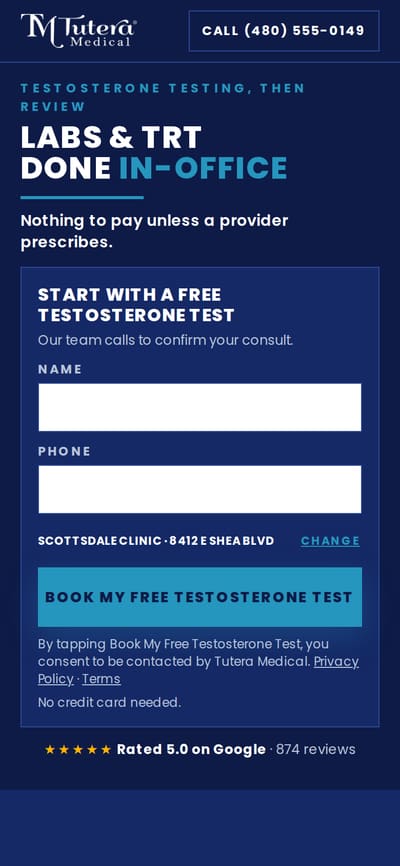 TM Tutera®
Medical
CALL (480) 555-0149
TESTOSTERONE TESTING, THEN
REVIEW
LABS & TRT
DONE IN-OFFICE
Nothing to pay unless a provider
prescribes.
START WITH A FREE
TESTOSTERONE TEST
Our team calls to confirm your consult.
NAME
PHONE
SCOTTSDALE CLINIC · 8412 E SHEA BLVD
CHANGE
BOOK MY FREE TESTOSTERONE TEST
By tapping Book My Free Testosterone Test, you
consent to be contacted by Tutera Medical. Privacy
Policy · Terms
No credit card needed.
★★★★★ Rated 5.0 on Google · 874 reviews